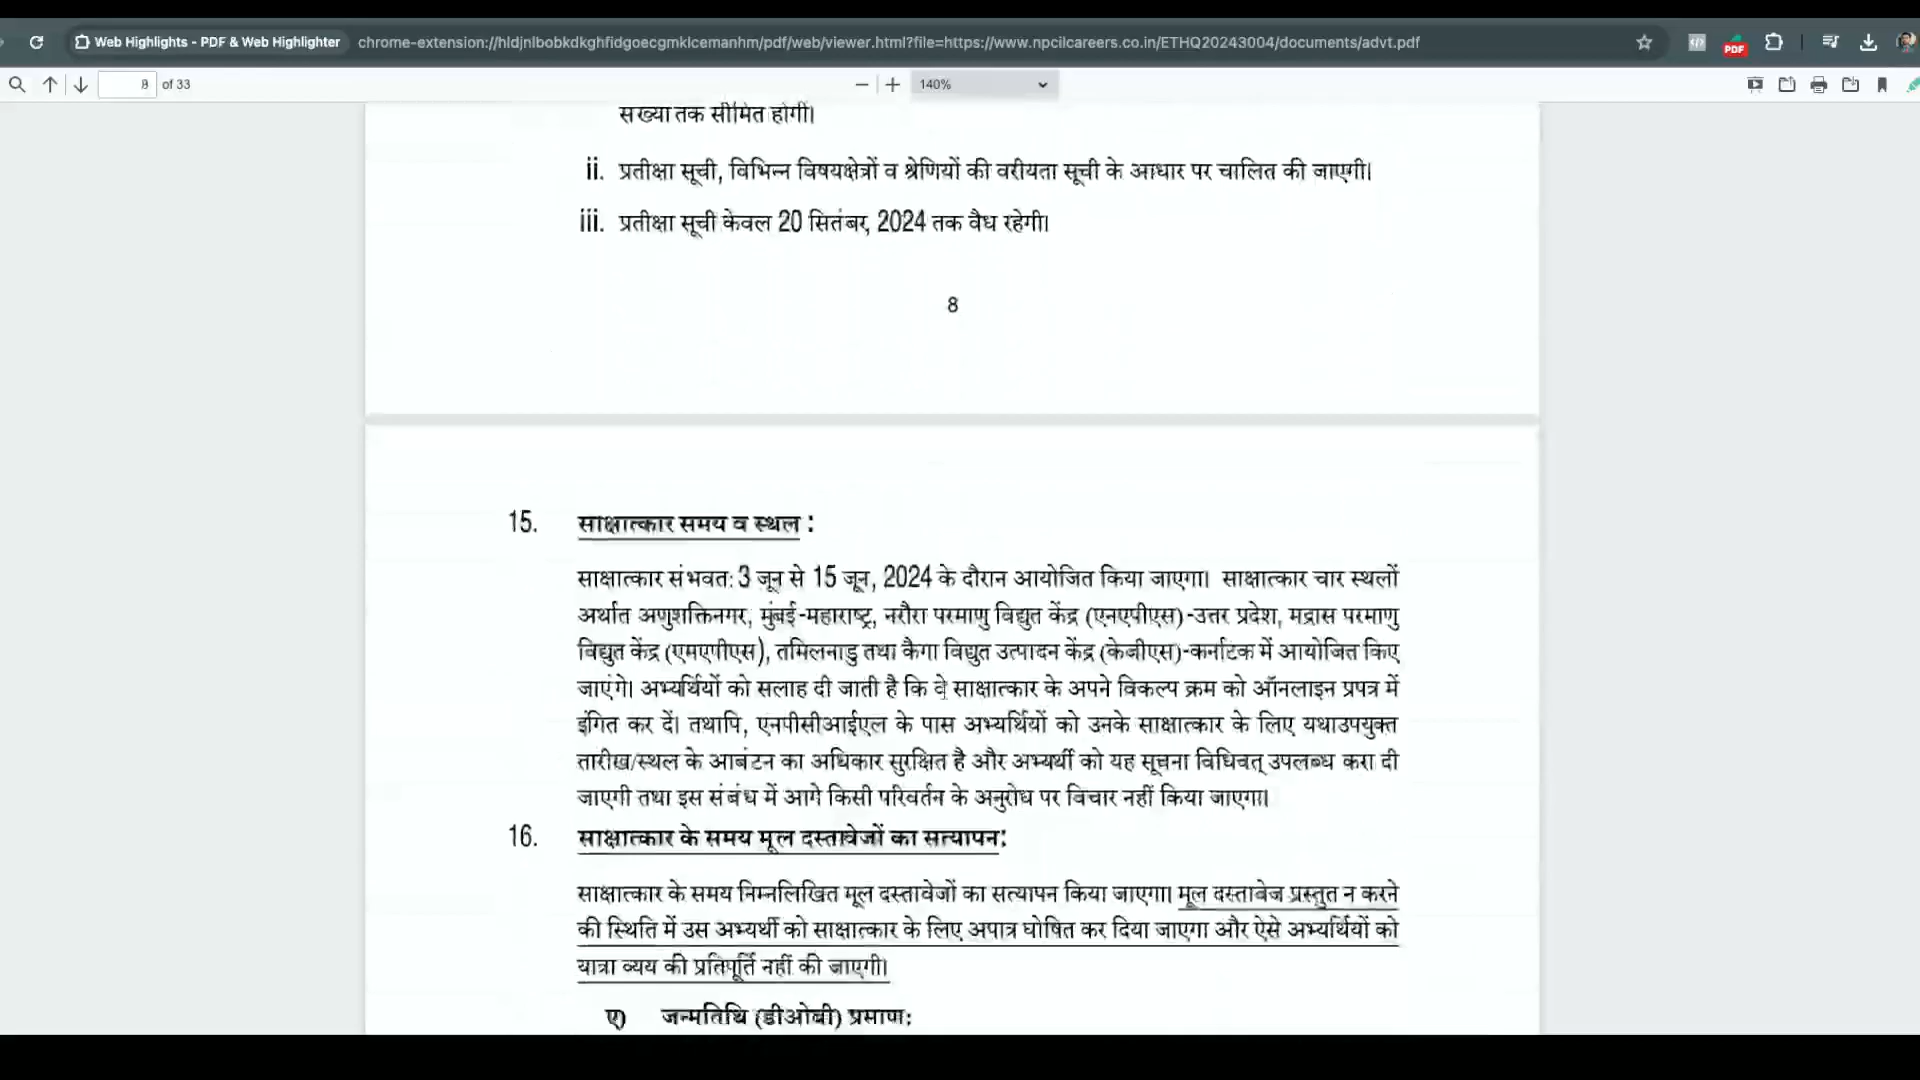 Web Highlights - PDF & Web Highlighter chrome-extension://hldjnlbobkdkghfidgoecgmklcemanhm/pdf/web/viewer.html?file=https://www.npcilcareers.co.in/ETHQ20243004/documents/advt.pdf PDF
8 of 33 140%
संख्या तक सीमित होगी।
ii. प्रतीक्षा सूची, विभिन्न विषयक्षेत्रों व श्रेणियों की वरीयता सूची के आधार पर चालित की जाएगी।
iii. प्रतीक्षा सूची केवल 20 सितंबर, 2024 तक वैध रहेगी।
8
15. साक्षात्कार समय व स्थल :
साक्षात्कार संभवत: 3 जून से 15 जून, 2024 के दौरान आयोजित किया जाएगा। साक्षात्कार चार स्थलों
अर्थात अणुशक्तिनगर, मुंबई-महाराष्ट्र, नरौरा परमाणु विद्युत केंद्र (एनएपीएस)-उत्तर प्रदेश, मद्रास परमाणु
विद्युत केंद्र (एमएपीएस), तमिलनाडु तथा कैगा विद्युत उत्पादन केंद्र (केजीएस)-कर्नाटक में आयोजित किए
जाएंगे। अभ्यर्थियों को सलाह दी जाती है कि वे साक्षात्कार के अपने विकल्प क्रम को ऑनलाइन प्रपत्र में
इंगित कर दें। तथापि, एनपीसीआईएल के पास अभ्यर्थियों को उनके साक्षात्कार के लिए यथाउपयुक्त
तारीख/स्थल के आबंटन का अधिकार सुरक्षित है और अभ्यर्थी को यह सूचना विधिवत् उपलब्ध करा दी
जाएगी तथा इस संबंध में आगे किसी परिवर्तन के अनुरोध पर विचार नहीं किया जाएगा।
16. साक्षात्कार के समय मूल दस्तावेजों का सत्यापन:
साक्षात्कार के समय निम्नलिखित मूल दस्तावेजों का सत्यापन किया जाएगा। मूल दस्तावेज प्रस्तुत न करने
की स्थिति में उस अभ्यर्थी को साक्षात्कार के लिए अपात्र घोषित कर दिया जाएगा और ऐसे अभ्यर्थियों को
यात्रा व्यय की प्रतिपूर्ति नहीं की जाएगी।
ए) जन्मतिथि (डीओबी) प्रमाण: